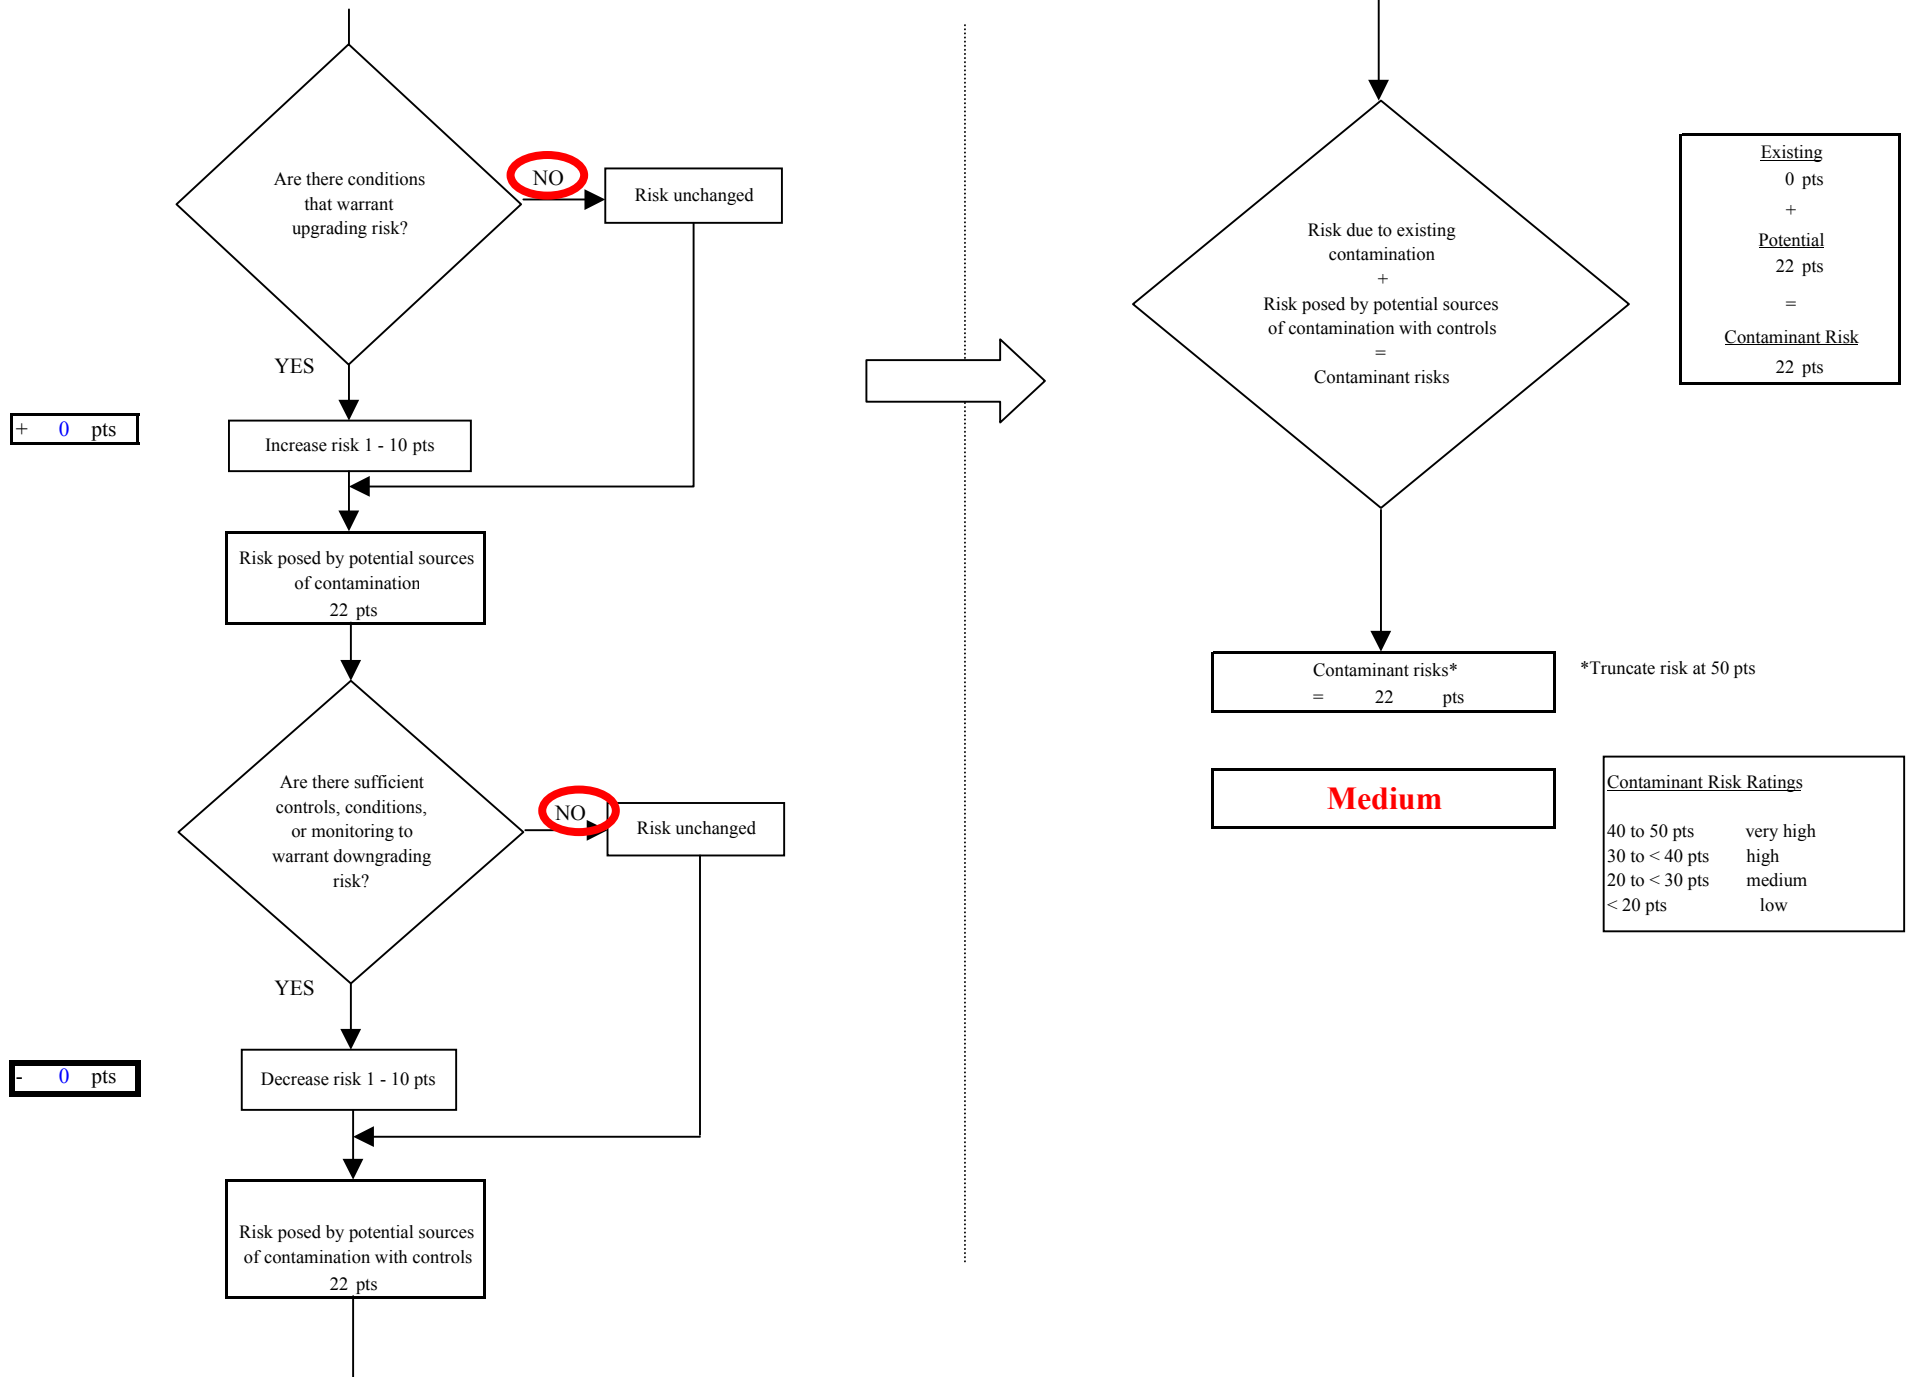 Are there conditions
that warrant
upgrading risk?
NO
Risk unchanged
YES
+ 0 pts
Increase risk 1 - 10 pts
Risk posed by potential sources
of contamination
22 pts
Are there sufficient
controls, conditions,
or monitoring to
warrant downgrading
risk?
NO
Risk unchanged
YES
- 0 pts
Decrease risk 1 - 10 pts
Risk posed by potential sources
of contamination with controls
22 pts
Risk due to existing
contamination
+
Risk posed by potential sources
of contamination with controls
=
Contaminant risks
Existing
0 pts
+
Potential
22 pts
=
Contaminant Risk
22 pts
Contaminant risks*
= 22 pts
*Truncate risk at 50 pts
Medium
Contaminant Risk Ratings
40 to 50 pts very high
30 to < 40 pts high
20 to < 30 pts medium
< 20 pts low